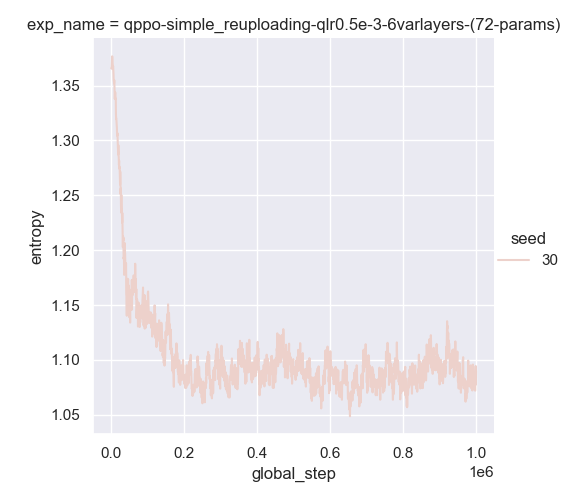 exp_name = qppo-simple_reuploading-qlr0.5e-3-6varlayers-(72-params)
1.35
1.30
1.25
1.20
1.15
1.10
1.05
entropy
seed
30
0.0 0.2 0.4 0.6 0.8 1.0
1e6
global_step